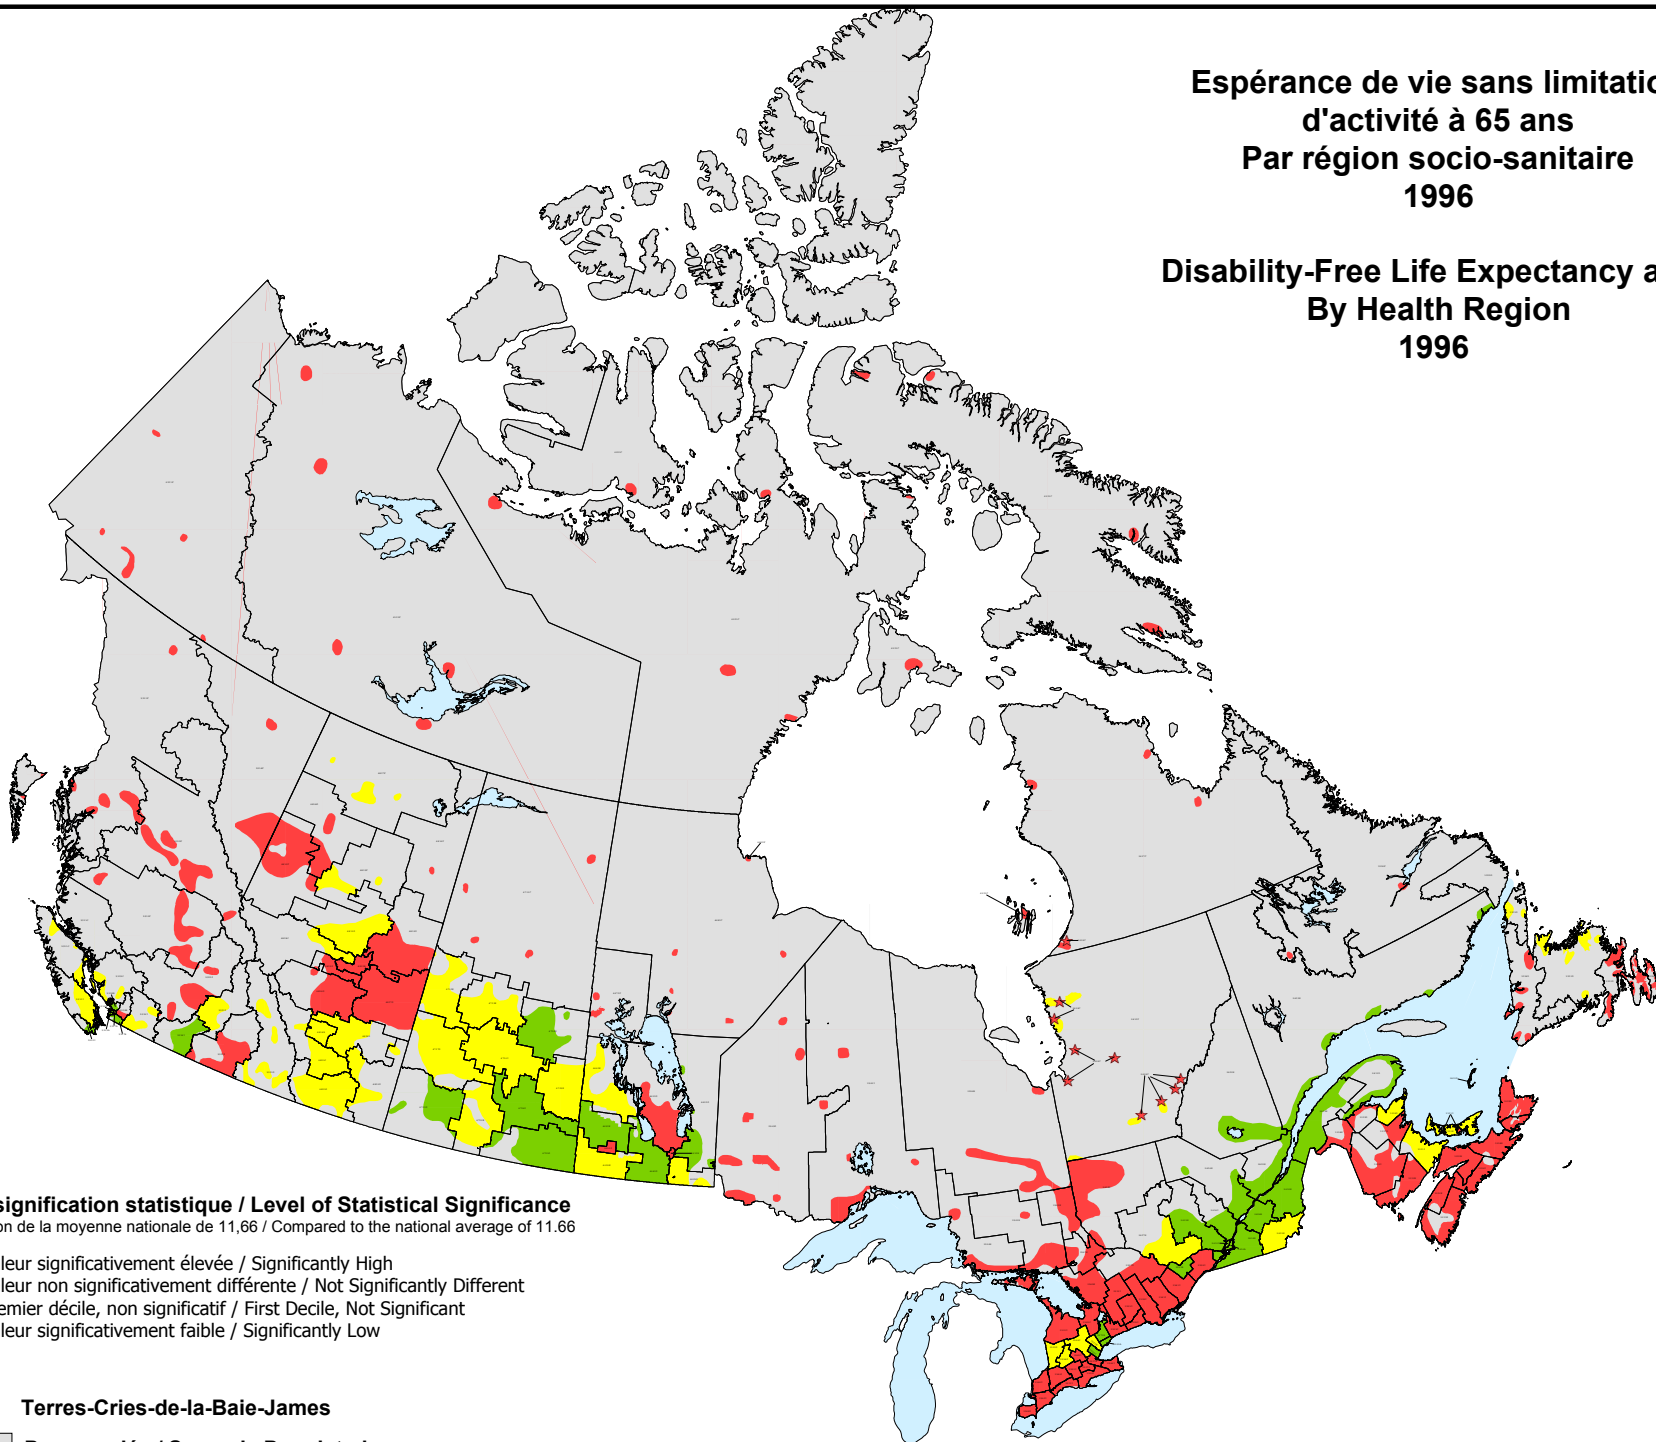 Espérance de vie sans limitatio
d'activité à 65 ans
Par région socio-sanitaire
1996
Disability-Free Life Expectancy a
By Health Region
1996
signification statistique / Level of Statistical Significance
on de la moyenne nationale de 11,66 / Compared to the national average of 11.66
leur significativement élevée / Significantly High
leur non significativement différente / Not Significantly Different
emier décile, non significatif / First Decile, Not Significant
leur significativement faible / Significantly Low
Terres-Cries-de-la-Baie-James